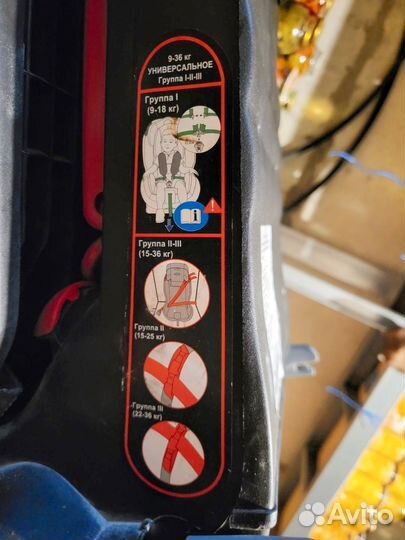 9-36 кг
УНИВЕРСАЛЬНОЕ
Группа I-II-III
Группа I
(9-18 кг)
Группа II-III
(15-36 кг)
Группа II
(15-25 кг)
Группа III
(22-36 кг)
Avito